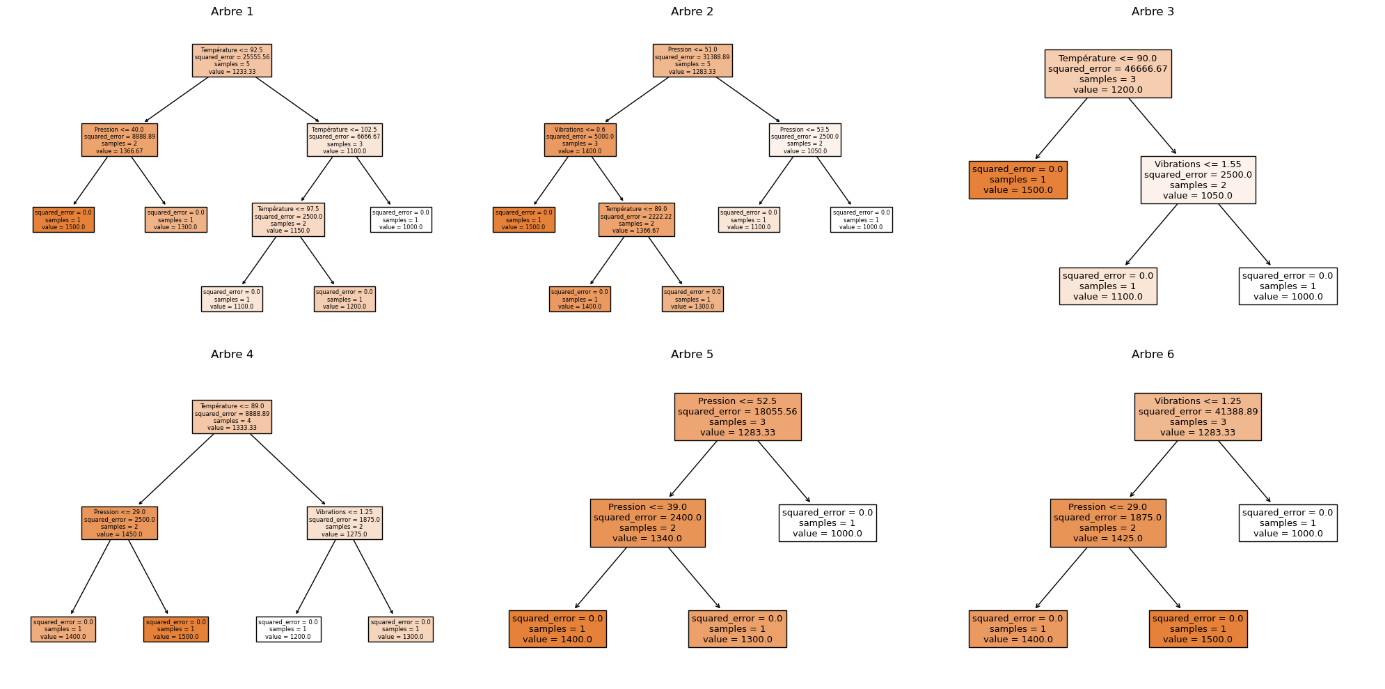 Arbre 1
Température <= 92.5
squared_error = 25555.56
samples = 5
value = 1233.33
Pression <= 40.0
squared_error = 8888.89
samples = 2
value = 1366.67
Température <= 102.5
squared_error = 6666.67
samples = 3
value = 1100.0
squared_error = 0.0
samples = 1
value = 1500.0
squared_error = 0.0
samples = 1
value = 1300.0
Température <= 97.5
squared_error = 2500.0
samples = 2
value = 1150.0
squared_error = 0.0
samples = 1
value = 1000.0
squared_error = 0.0
samples = 1
value = 1100.0
squared_error = 0.0
samples = 1
value = 1200.0
Arbre 2
Pression <= 51.0
squared_error = 31388.89
samples = 5
value = 1283.33
Vibrations <= 0.6
squared_error = 5000.0
samples = 3
value = 1400.0
Pression <= 53.5
squared_error = 2500.0
samples = 2
value = 1050.0
squared_error = 0.0
samples = 1
value = 1500.0
Température <= 89.0
squared_error = 2222.22
samples = 2
value = 1366.67
squared_error = 0.0
samples = 1
value = 1100.0
squared_error = 0.0
samples = 1
value = 1000.0
squared_error = 0.0
samples = 1
value = 1400.0
squared_error = 0.0
samples = 1
value = 1300.0
Arbre 3
Température <= 90.0
squared_error = 46666.67
samples = 3
value = 1200.0
squared_error = 0.0
samples = 1
value = 1500.0
Vibrations <= 1.55
squared_error = 2500.0
samples = 2
value = 1050.0
squared_error = 0.0
samples = 1
value = 1100.0
squared_error = 0.0
samples = 1
value = 1000.0
Arbre 4
Température <= 89.0
squared_error = 8888.89
samples = 4
value = 1333.33
Pression <= 29.0
squared_error = 2500.0
samples = 2
value = 1450.0
Vibrations <= 1.25
squared_error = 1875.0
samples = 2
value = 1275.0
squared_error = 0.0
samples = 1
value = 1400.0
squared_error = 0.0
samples = 1
value = 1500.0
squared_error = 0.0
samples = 1
value = 1200.0
squared_error = 0.0
samples = 1
value = 1300.0
Arbre 5
Pression <= 52.5
squared_error = 18055.56
samples = 3
value = 1283.33
Pression <= 39.0
squared_error = 2400.0
samples = 2
value = 1340.0
squared_error = 0.0
samples = 1
value = 1000.0
squared_error = 0.0
samples = 1
value = 1400.0
squared_error = 0.0
samples = 1
value = 1300.0
Arbre 6
Vibrations <= 1.25
squared_error = 41388.89
samples = 3
value = 1283.33
Pression <= 29.0
squared_error = 1875.0
samples = 2
value = 1425.0
squared_error = 0.0
samples = 1
value = 1000.0
squared_error = 0.0
samples = 1
value = 1400.0
squared_error = 0.0
samples = 1
value = 1500.0